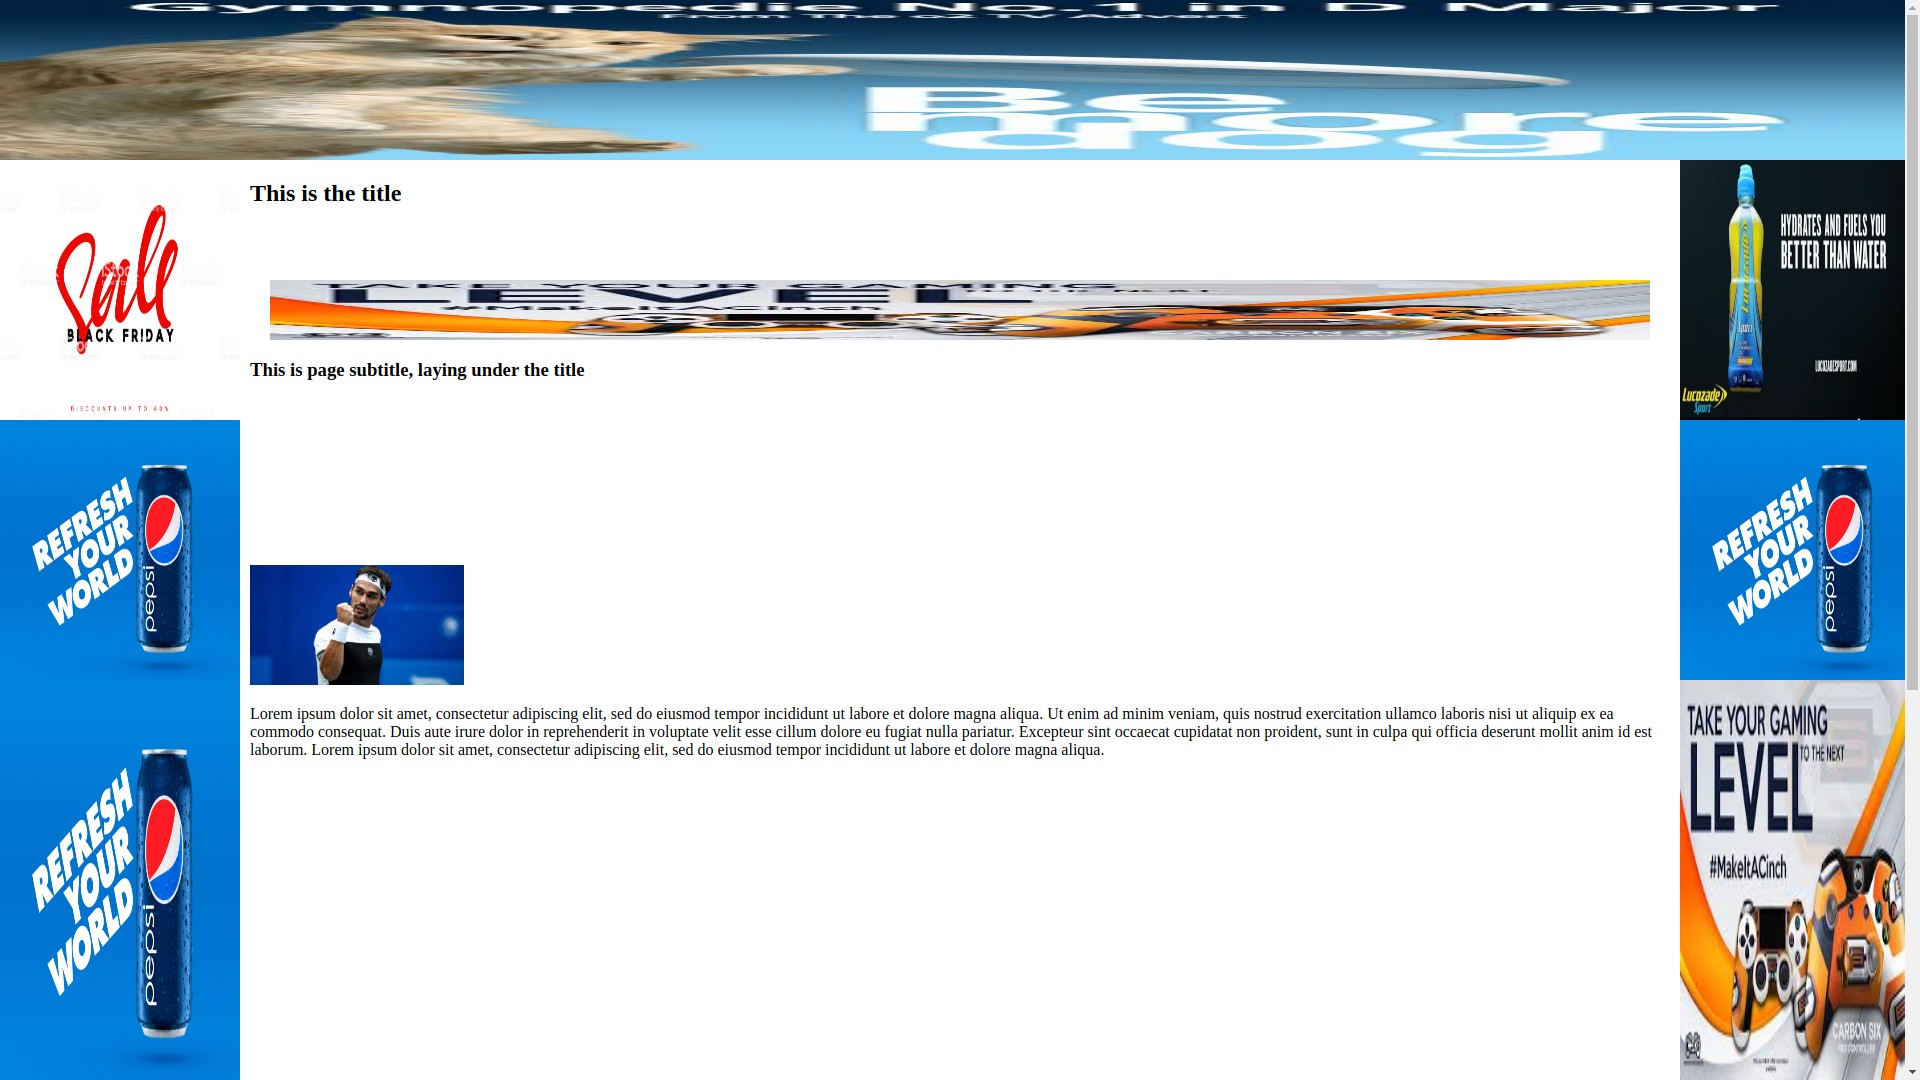 Gymnopedie No.1 in D Major
From The o2 TV Advert
Be
more
dog
Sale
BLACK FRIDAY
DISCOUNTS UP TO 60%
iStock
REFRESH
YOUR
WORLD
pepsi
REFRESH
YOUR
WORLD
pepsi
This is the title
TAKE YOUR GAMING
LEVEL
#MakeItACinch
This is page subtitle, laying under the title
Lorem ipsum dolor sit amet, consectetur adipiscing elit, sed do eiusmod tempor incididunt ut labore et dolore magna aliqua. Ut enim ad minim veniam, quis nostrud exercitation ullamco laboris nisi ut aliquip ex ea
commodo consequat. Duis aute irure dolor in reprehenderit in voluptate velit esse cillum dolore eu fugiat nulla pariatur. Excepteur sint occaecat cupidatat non proident, sunt in culpa qui officia deserunt mollit anim id est
laborum. Lorem ipsum dolor sit amet, consectetur adipiscing elit, sed do eiusmod tempor incididunt ut labore et dolore magna aliqua.
HYDRATES AND FUELS YOU
BETTER THAN WATER
Lucozade
Sport
LUCOZADESPORT.COM
Lucozade
Sport
REFRESH
YOUR
WORLD
pepsi
TAKE YOUR GAMING
TO THE NEXT
LEVEL
#MakeItACinch
CARBON SIX